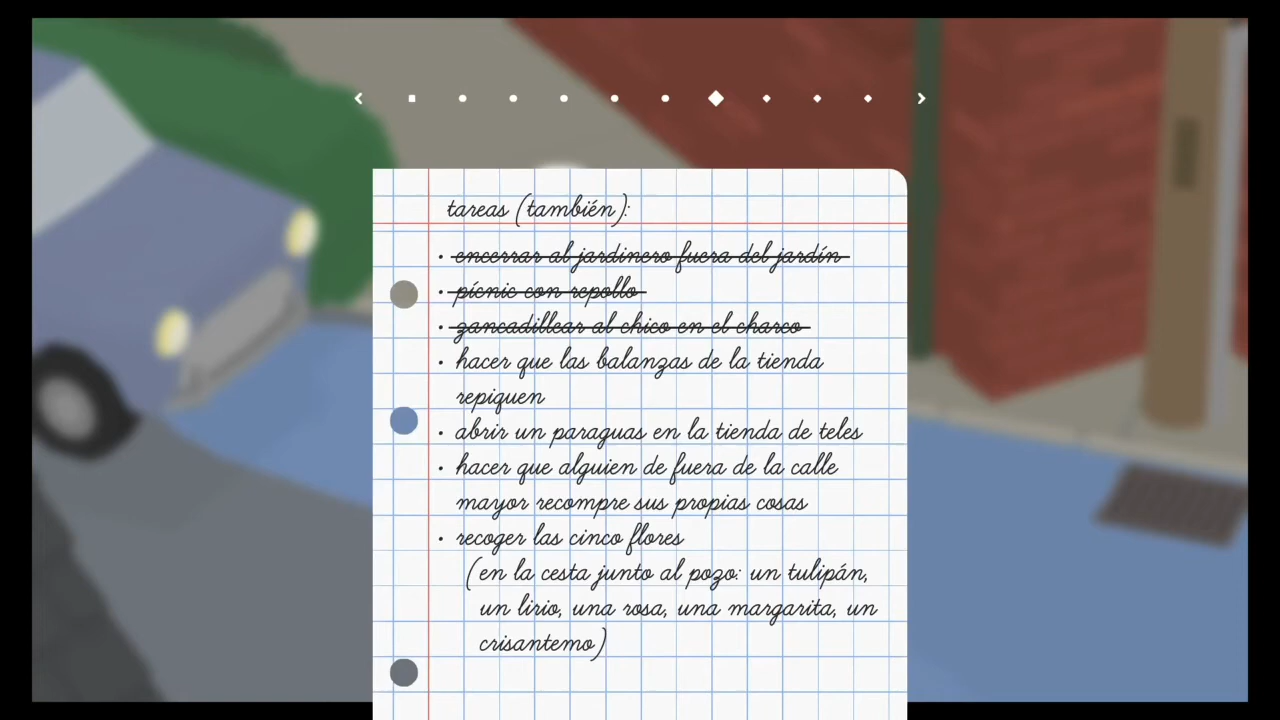 tareas (también):
• encerrar al jardinero fuera del jardín
• pícnic con repollo
• zancadillear al chico en el charco
• hacer que las balanzas de la tienda
repiquen
• abrir un paraguas en la tienda de teles
• hacer que alguien de fuera de la calle
mayor recompre sus propias cosas
• recoger las cinco flores
(en la cesta junto al pozo: un tulipán,
un lirio, una rosa, una margarita, un
crisantemo)